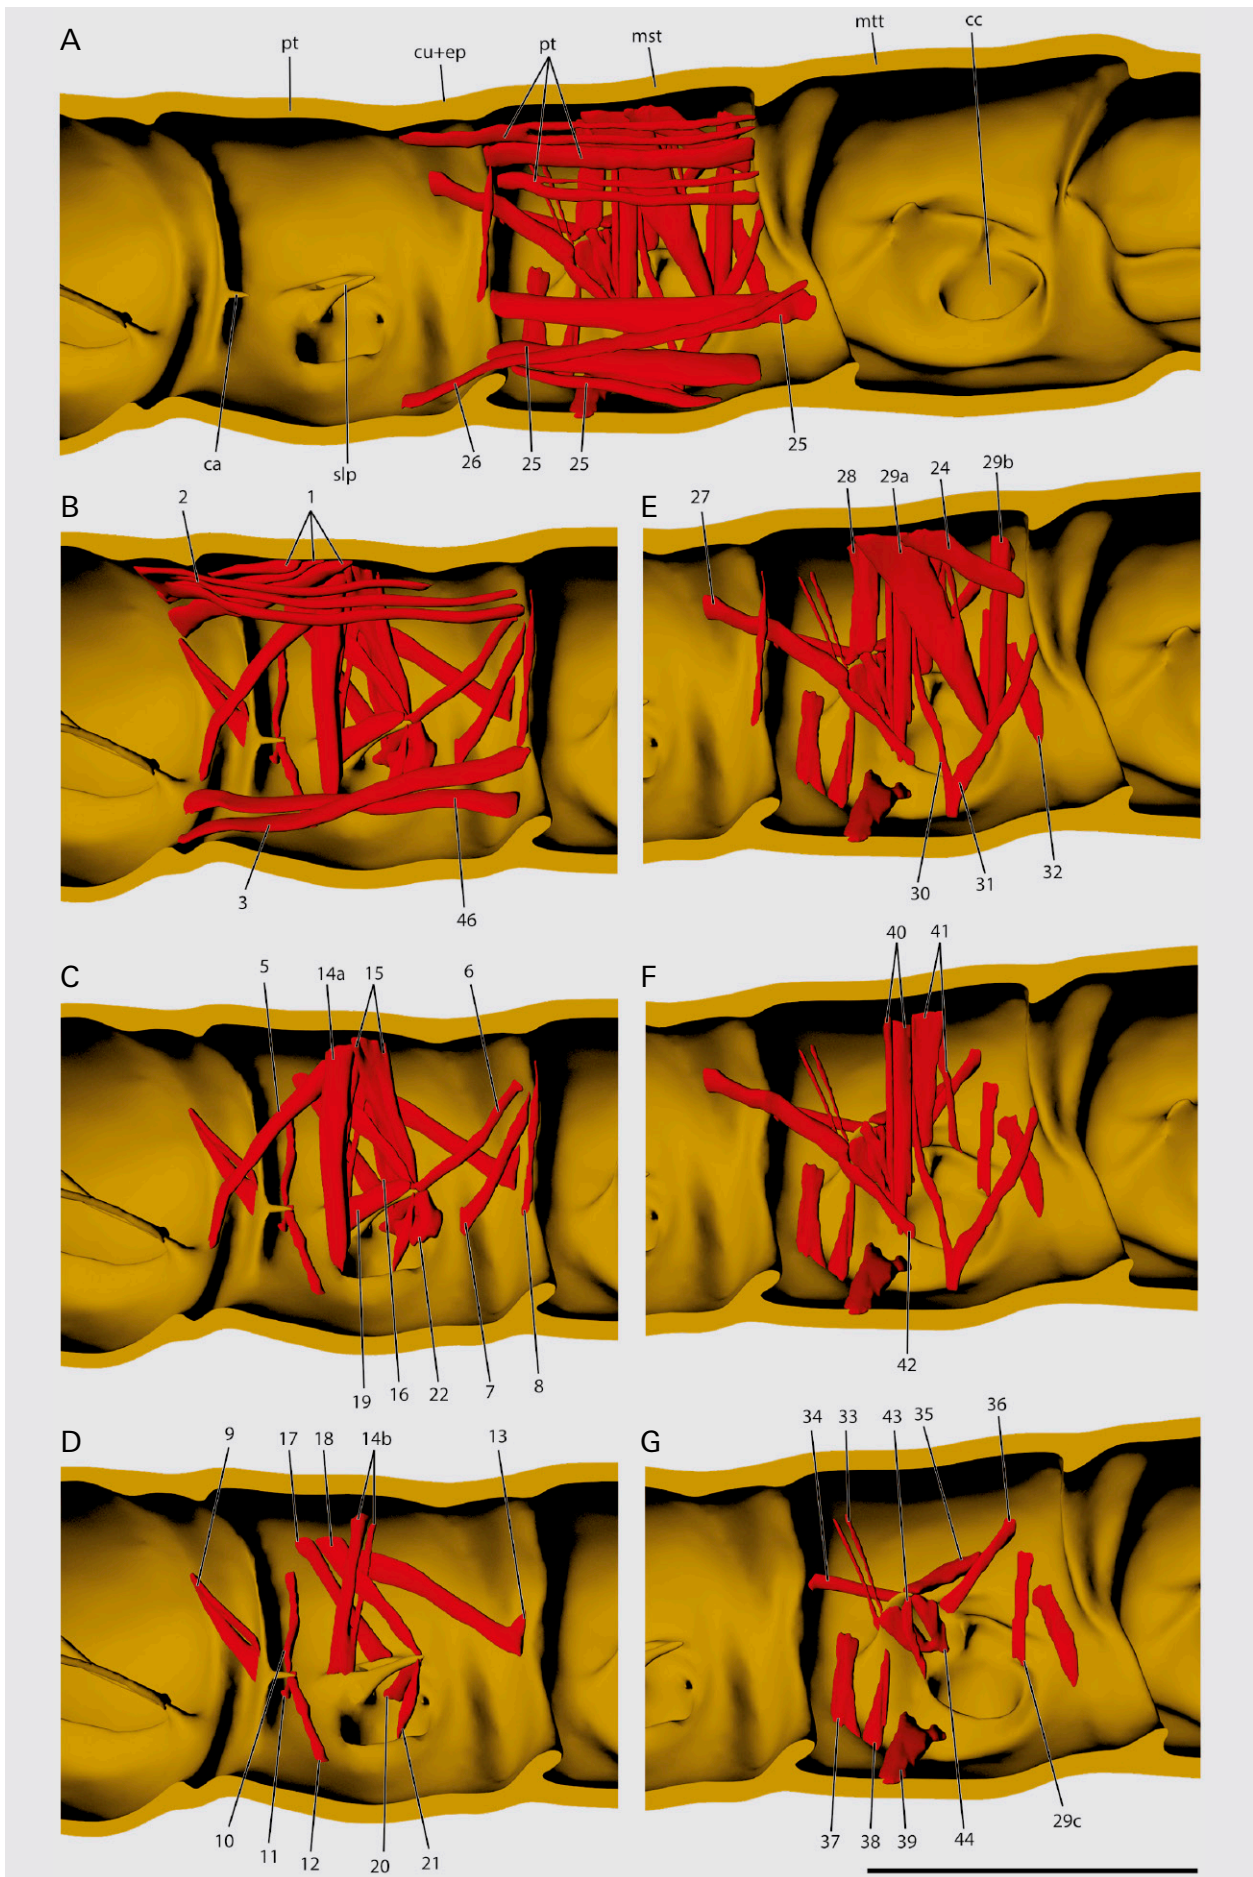 A
pt cu+ep pt mst mtt cc
ca slp 26 25 25 25
B
2 1
3 46
E
27 28 29a 24 29b
30 31 32
C
5 14a 15 6
19 16 22 7 8
F
40 41
42
D
9 17 18 14b 13
10 11 12 20 21
G
34 33 43 35 36
37 38 39 44 29c